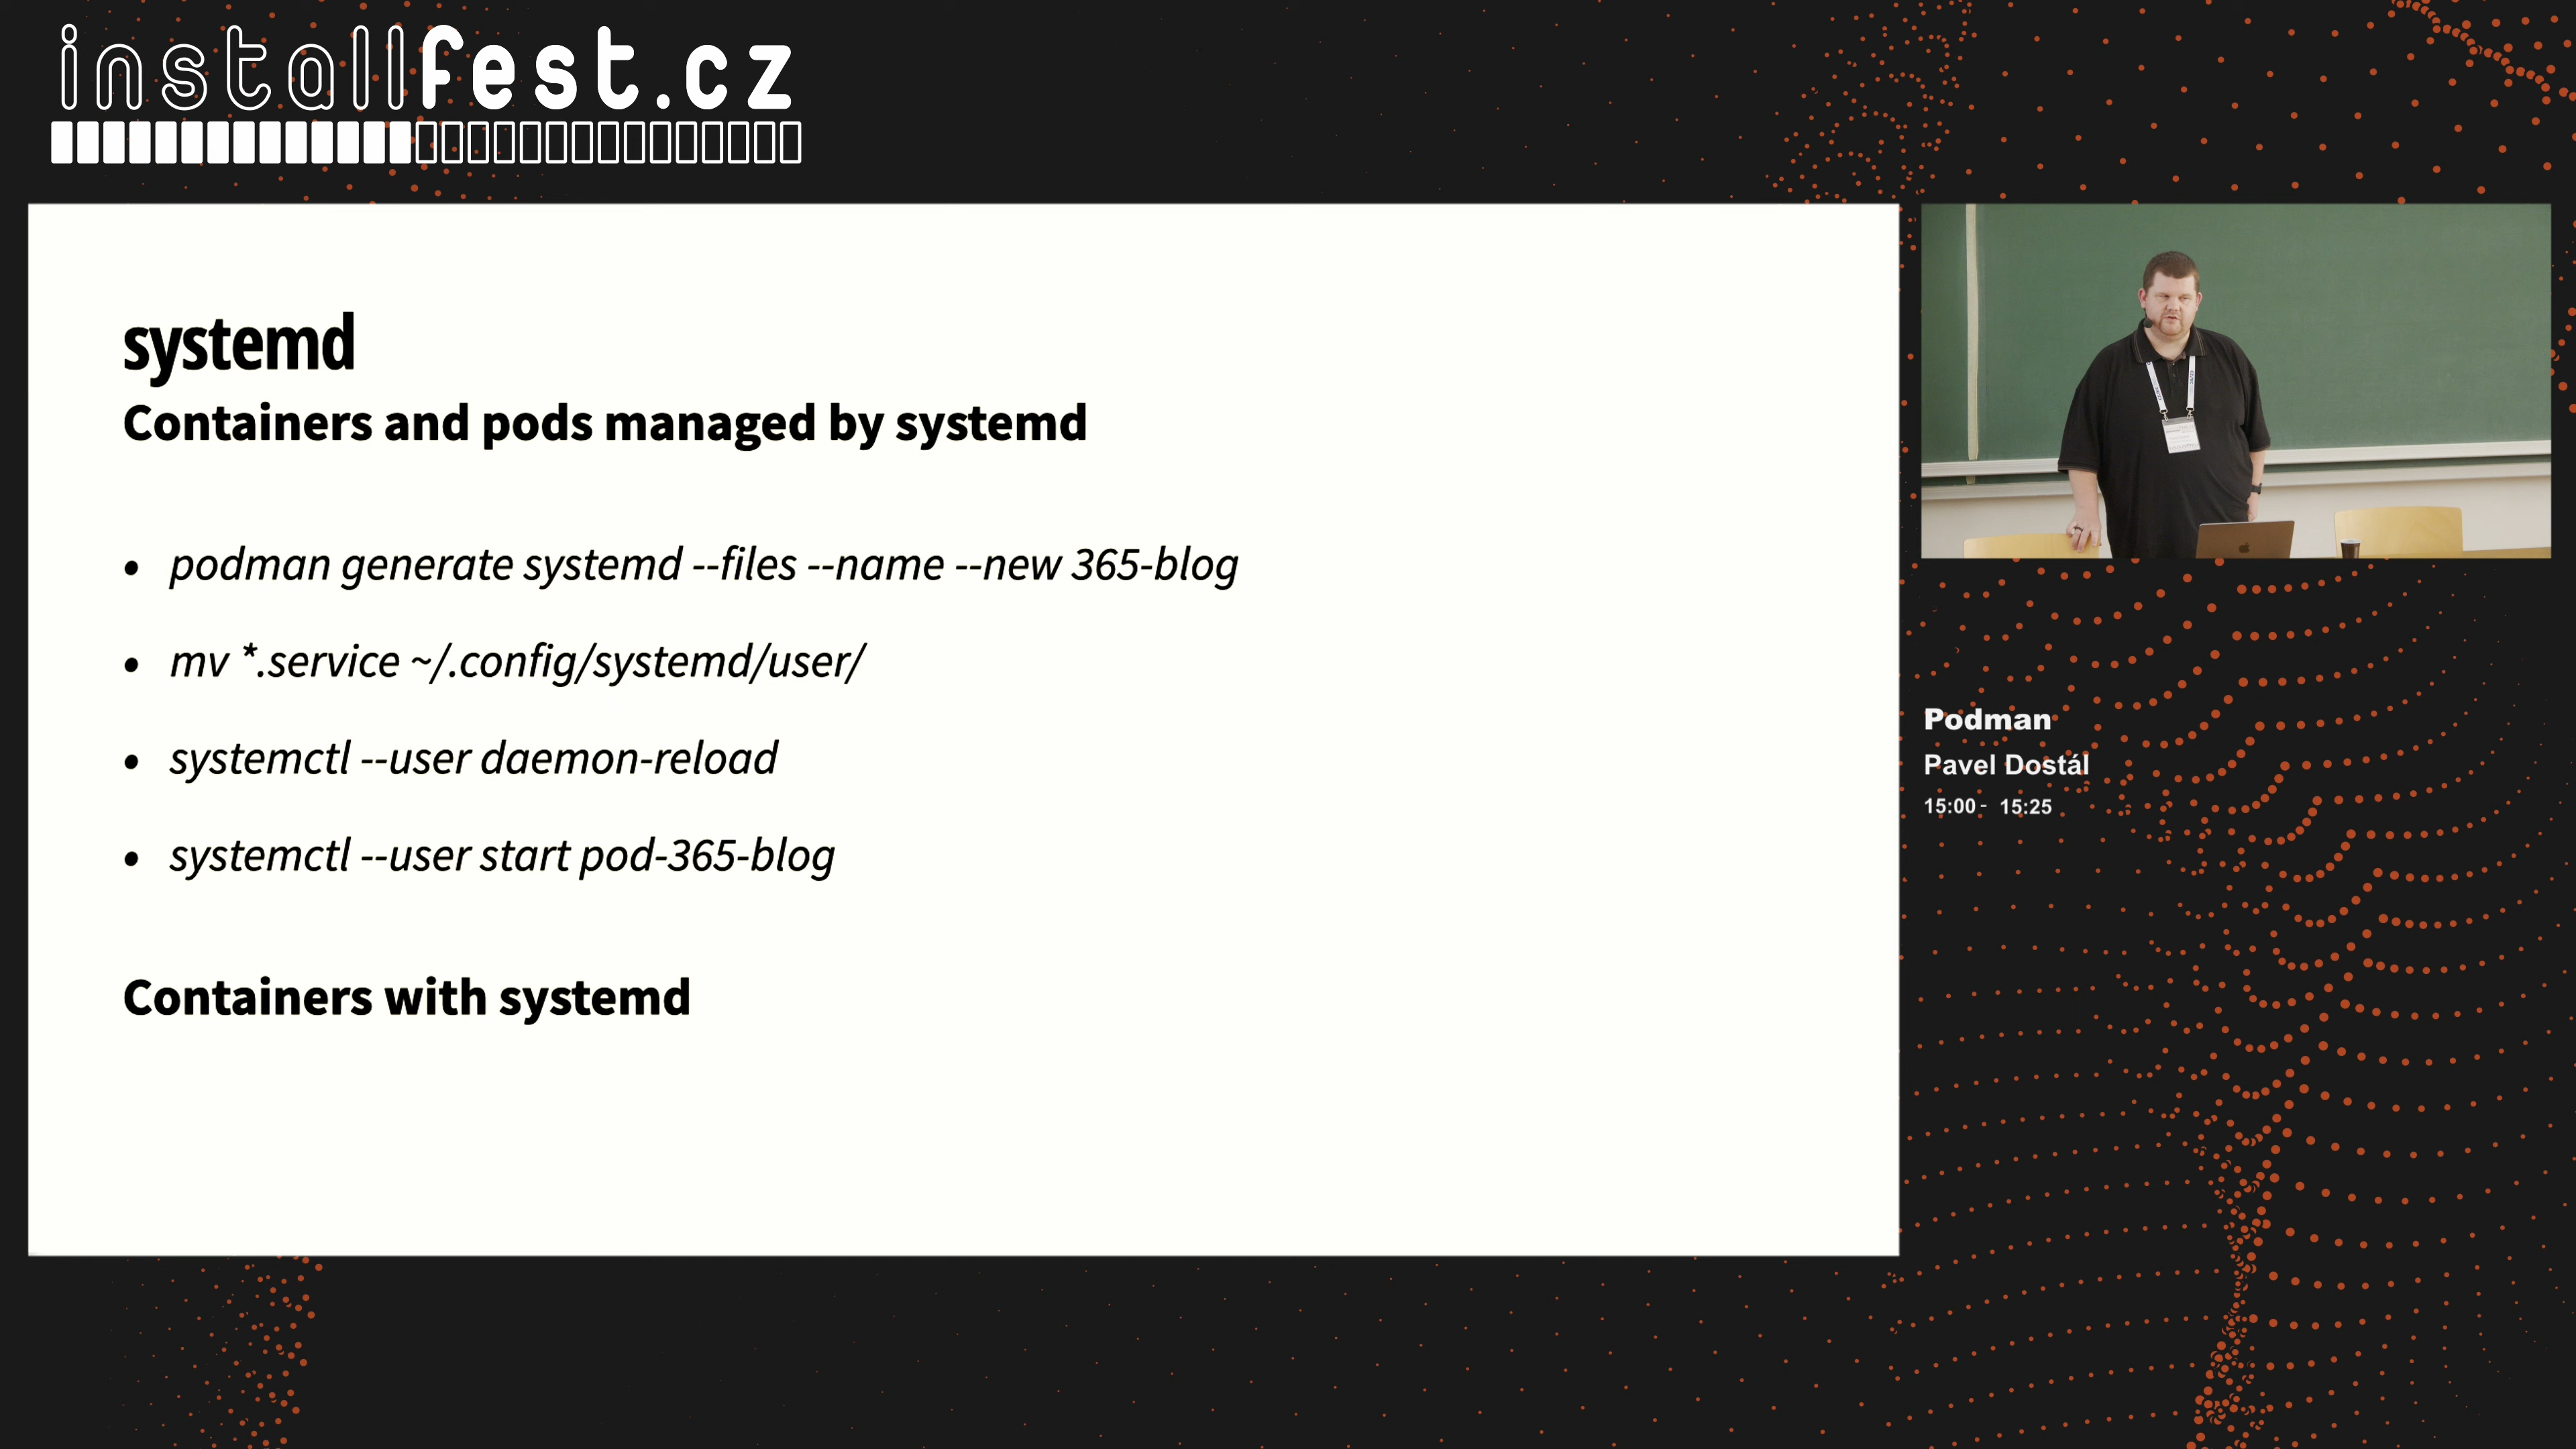 installfest.cz
systemd
Containers and pods managed by systemd
• podman generate systemd --files --name --new 365-blog
• mv *.service ~/.config/systemd/user/
• systemctl --user daemon-reload
• systemctl --user start pod-365-blog
Containers with systemd
Podman
Pavel Dostál
15:00 - 15:25